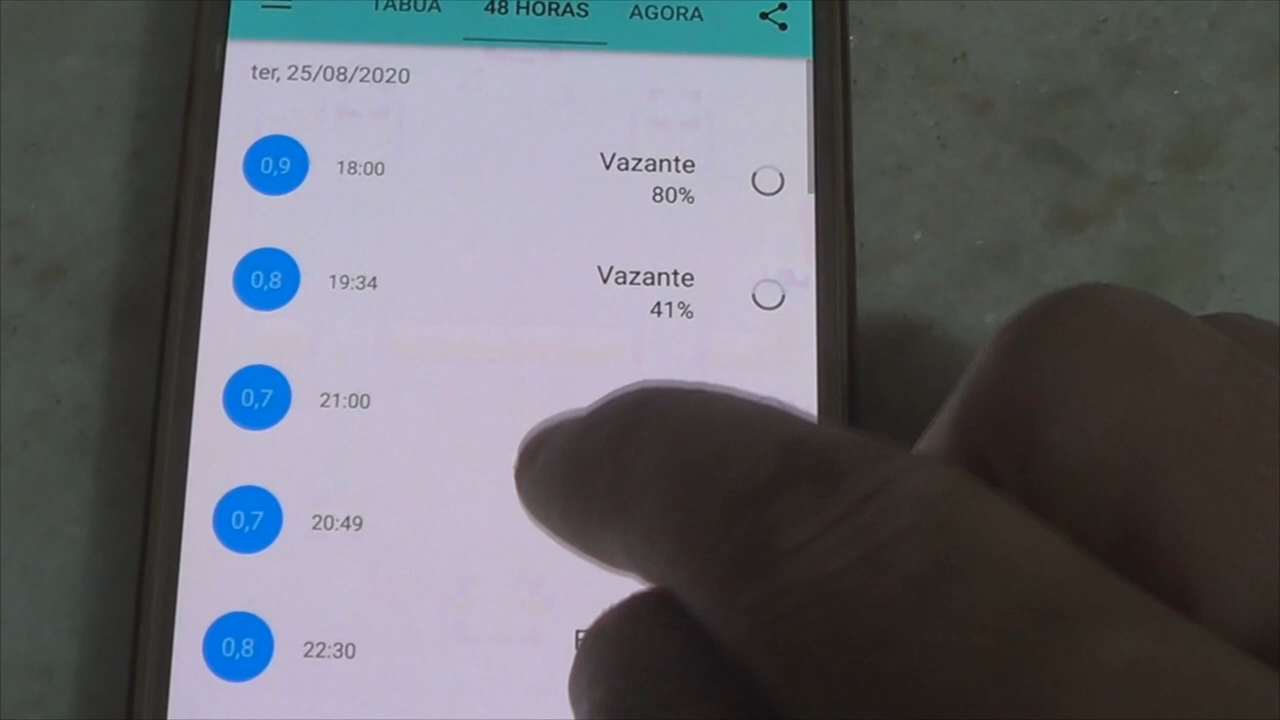 TÁBUA 48 HORAS AGORA
ter, 25/08/2020
0,9 18:00 Vazante
80%
0,8 19:34 Vazante
41%
0,7 21:00
0,7 20:49
0,8 22:30